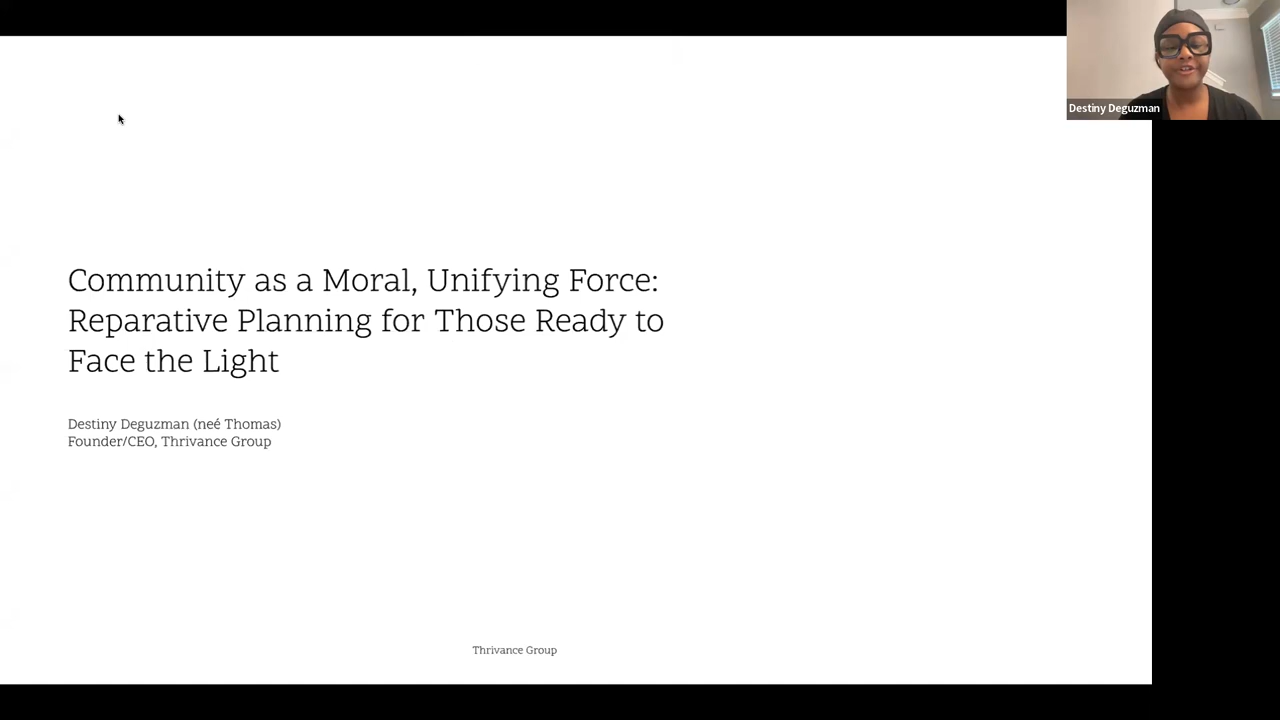 Destiny Deguzman
Community as a Moral, Unifying Force:
Reparative Planning for Those Ready to
Face the Light
Destiny Deguzman (neé Thomas)
Founder/CEO, Thrivance Group
Thrivance Group